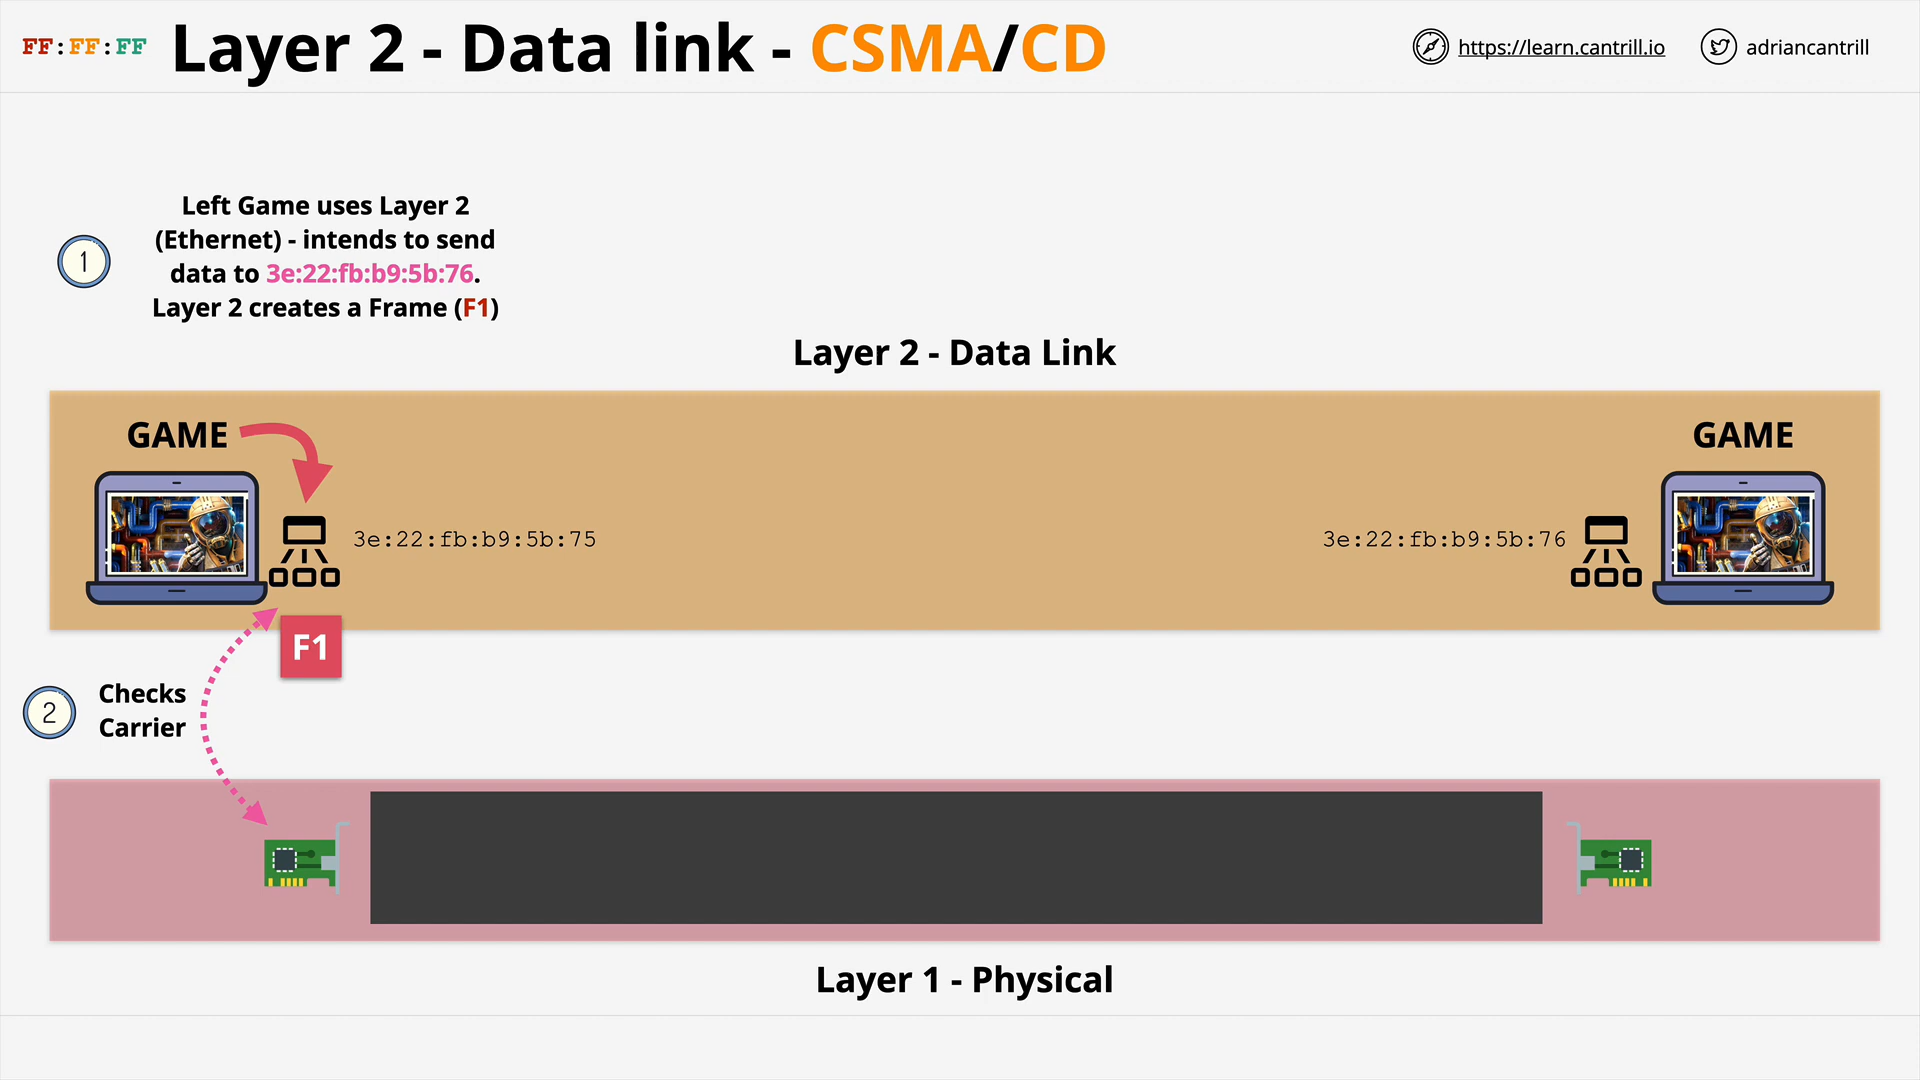 FF:FF:FF
Layer 2 - Data link - CSMA/CD
https://learn.cantrill.io
adriancantrill
1
Left Game uses Layer 2
(Ethernet) - intends to send
data to 3e:22:fb:b9:5b:76.
Layer 2 creates a Frame (F1)
Layer 2 - Data Link
GAME
GAME
3e:22:fb:b9:5b:75
3e:22:fb:b9:5b:76
F1
2
Checks
Carrier
Layer 1 - Physical